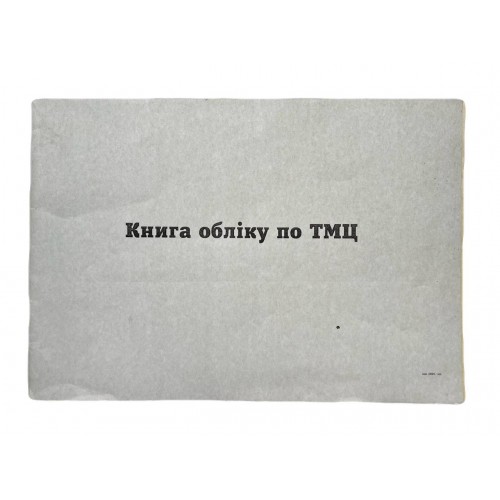 Книга обліку по ТМЦ